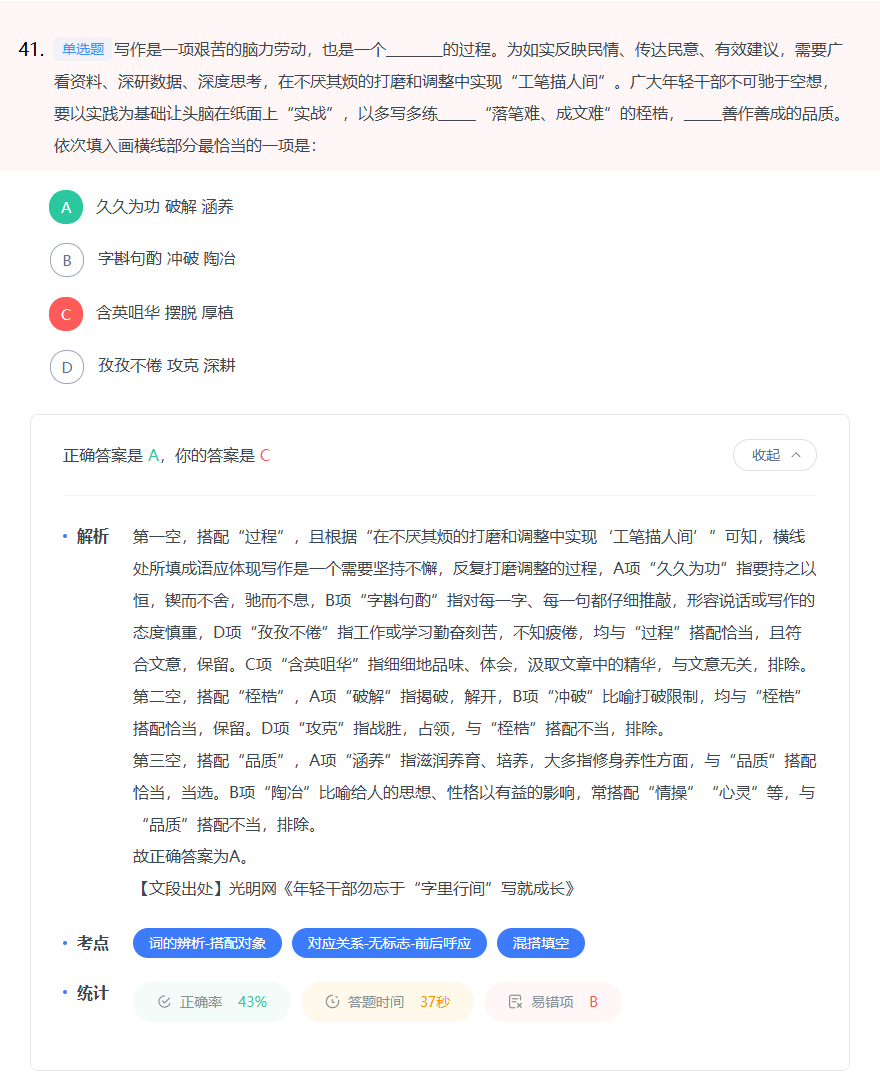 41. 单选题 写作是一项艰苦的脑力劳动，也是一个_______的过程。为如实反映民情、传达民意、有效建议，需要广
看资料、深研数据、深度思考，在不厌其烦的打磨和调整中实现“工笔描人间”。广大年轻干部不可驰于空想，
要以实践为基础让头脑在纸面上“实战”，以多写多练_____“落笔难、成文难”的桎梏，_____善作善成的品质。
依次填入画横线部分最恰当的一项是：
A 久久为功 破解 涵养
B 字斟句酌 冲破 陶冶
C 含英咀华 摆脱 厚植
D 孜孜不倦 攻克 深耕
正确答案是 A，你的答案是 C
收起
解析 第一空，搭配“过程”，且根据“在不厌其烦的打磨和调整中实现‘工笔描人间’“可知，横线
处所填成语应体现写作是一个需要坚持不懈，反复打磨调整的过程，A项“久久为功”指要持之以
恒，锲而不舍，驰而不息，B项“字斟句酌”指对每一字、每一句都仔细推敲，形容说话或写作的
态度慎重，D项“孜孜不倦”指工作或学习勤奋刻苦，不知疲倦，均与“过程”搭配恰当，且符
合文意，保留。C项“含英咀华”指细细地品味、体会，汲取文章中的精华，与文意无关，排除。
第二空，搭配“桎梏”，A项“破解”指揭破，解开，B项“冲破”比喻打破限制，均与“桎梏”
搭配恰当，保留。D项“攻克”指战胜，占领，与“桎梏”搭配不当，排除。
第三空，搭配“品质”，A项“涵养”指滋润养育、培养，大多指修身养性方面，与“品质”搭配
恰当，当选。B项“陶冶”比喻给人的思想、性格以有益的影响，常搭配“情操”“心灵”等，与
“品质”搭配不当，排除。
故正确答案为A。
【文段出处】光明网《年轻干部勿忘于“字里行间”写就成长》
考点 词的辨析-搭配对象 对应关系-无标志-前后呼应 混搭填空
统计 正确率 43% 答题时间 37秒 易错项 B